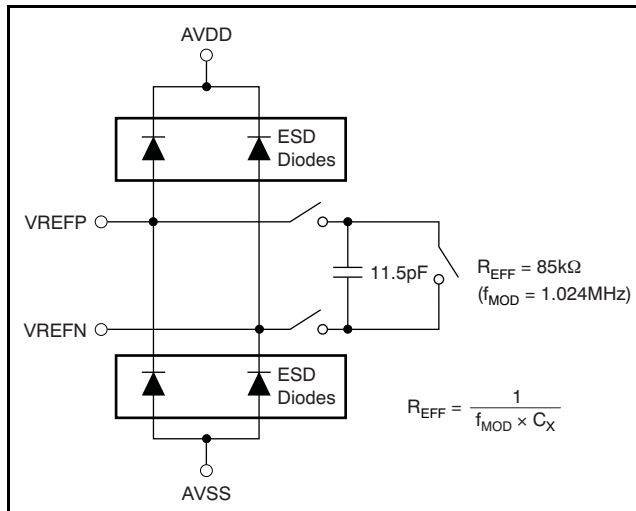 AVDD
ESD
Diodes
VREFP
11.5pF
R_EFF = 85kΩ
(f_MOD = 1.024MHz)
VREFN
ESD
Diodes
R_EFF = 1 / (f_MOD × C_X)
AVSS